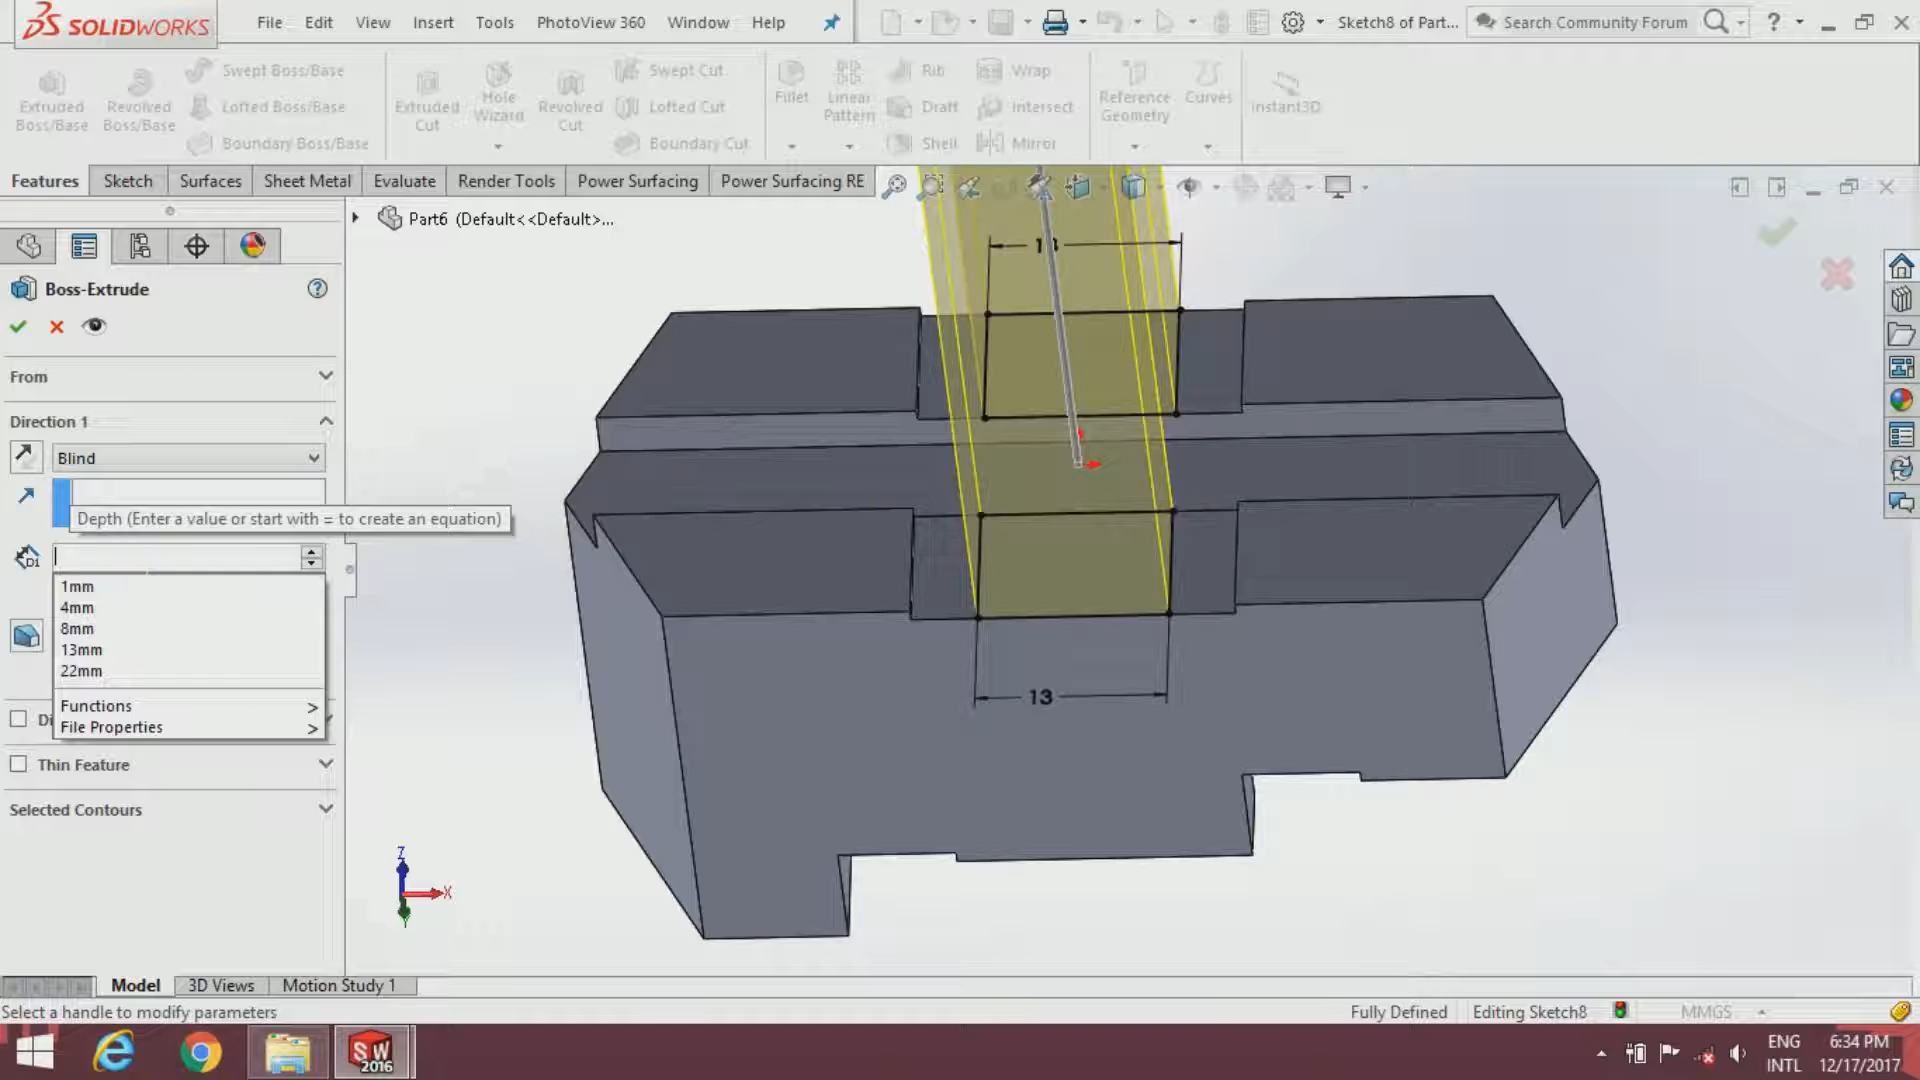 SOLIDWORKS File Edit View Insert Tools PhotoView 360 Window Help Sketch8 of Part... Search Community Forum ?
Extruded Boss/Base
Revolved Boss/Base
Swept Boss/Base
Lofted Boss/Base
Boundary Boss/Base
Extruded Cut
Hole Wizard
Revolved Cut
Swept Cut
Lofted Cut
Boundary Cut
Fillet
Linear Pattern
Rib
Draft
Shell
Wrap
Intersect
Mirror
Reference Geometry
Curves
Instant3D
Features Sketch Surfaces Sheet Metal Evaluate Render Tools Power Surfacing Power Surfacing RE
Part6 (Default<<Default>...
Boss-Extrude ?
From
Direction 1
Blind
Depth (Enter a value or start with = to create an equation)
D1
1mm
4mm
8mm
13mm
22mm
Functions >
File Properties >
Di
Thin Feature
Selected Contours
13
Z
X
Y
Model 3D Views Motion Study 1
Select a handle to modify parameters Fully Defined Editing Sketch8 MMGS
SW 2016
ENG 6:34 PM
INTL 12/17/2017